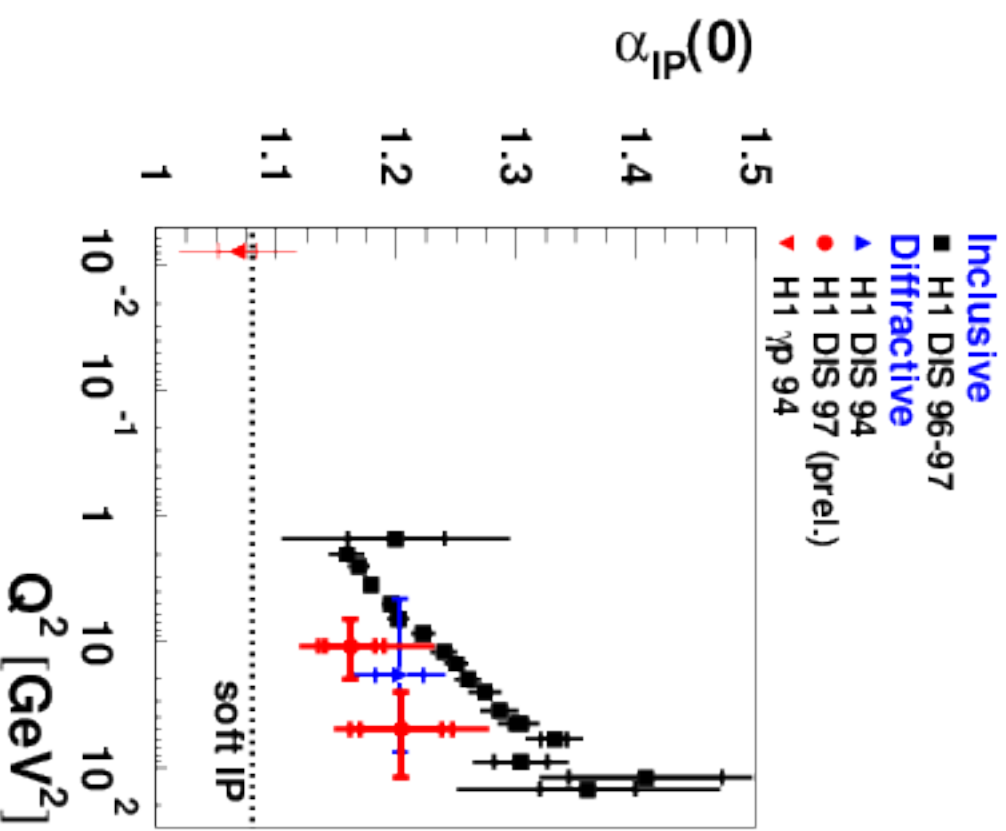 Inclusive
H1 DIS 96-97
Diffractive
H1 DIS 94
H1 DIS 97 (prel.)
H1 γp 94
α_IP(0)
1.5
1.4
1.3
1.2
1.1
1
soft IP
10^-2 10^-1 1 10 10^2
Q^2 [GeV^2]